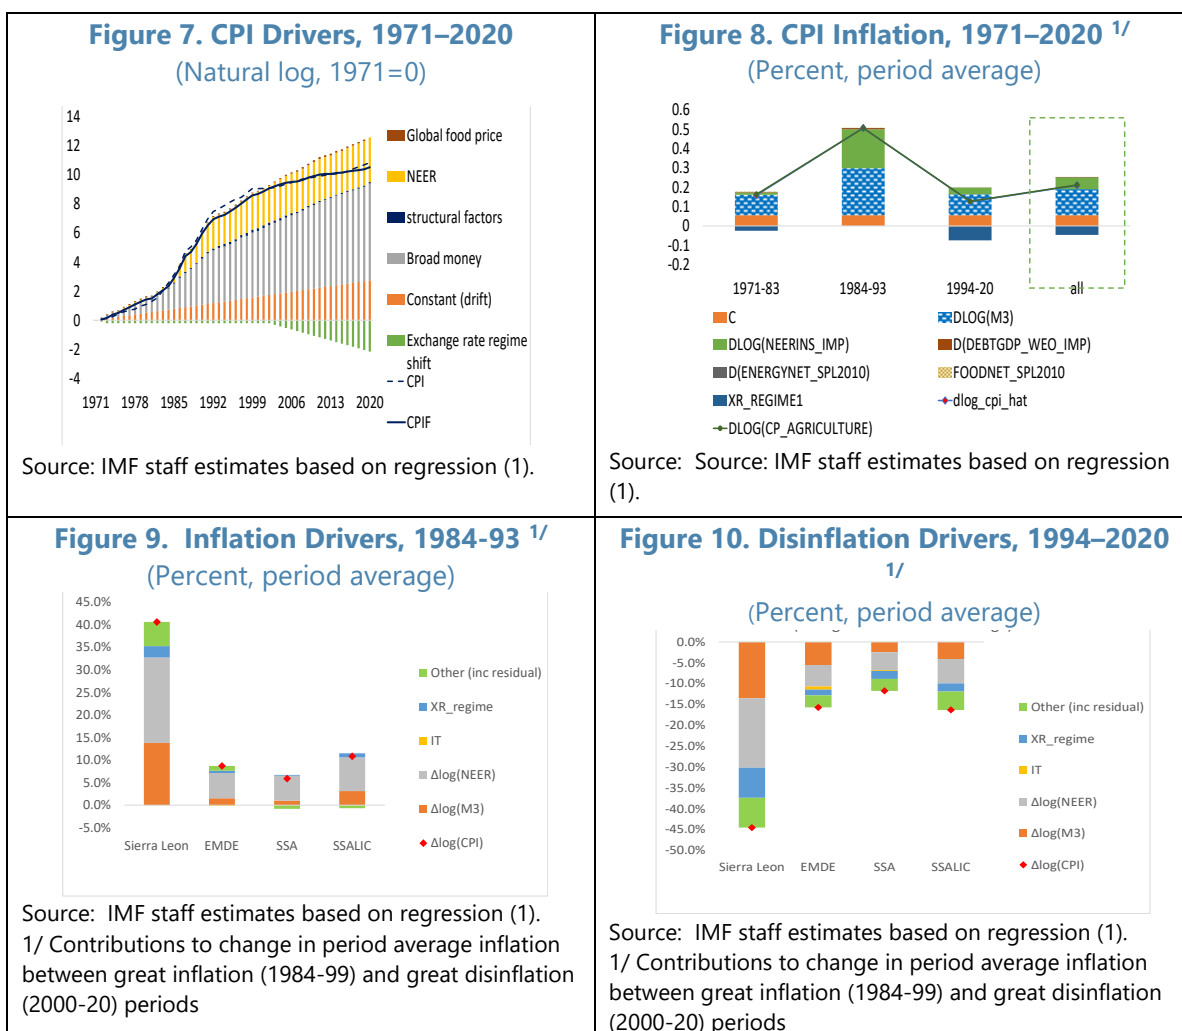 Figure 7. CPI Drivers, 1971–2020
(Natural log, 1971=0)
14
12
10
8
6
4
2
0
-2
-4
1971 1978 1985 1992 1999 2006 2013 2020
Global food price
NEER
structural factors
Broad money
Constant (drift)
Exchange rate regime
shift
CPI
CPIF
Source: IMF staff estimates based on regression (1).
Figure 8. CPI Inflation, 1971–2020 1/
(Percent, period average)
0.6
0.5
0.4
0.3
0.2
0.1
0
-0.1
-0.2
1971-83 1984-93 1994-20 all
C DLOG(M3)
DLOG(NEERINS_IMP) D(DEBTGDP_WEO_IMP)
D(ENERGYNET_SPL2010) FOODNET_SPL2010
XR_REGIME1 dlog_cpi_hat
DLOG(CP_AGRICULTURE)
Source: Source: IMF staff estimates based on regression
(1).
Figure 9. Inflation Drivers, 1984-93 1/
(Percent, period average)
45.0%
40.0%
35.0%
30.0%
25.0%
20.0%
15.0%
10.0%
5.0%
0.0%
-5.0%
Sierra Leon EMDE SSA SSALIC
Other (inc residual)
XR_regime
IT
Δlog(NEER)
Δlog(M3)
Δlog(CPI)
Source: IMF staff estimates based on regression (1).
1/ Contributions to change in period average inflation
between great inflation (1984-99) and great disinflation
(2000-20) periods
Figure 10. Disinflation Drivers, 1994–2020
1/
(Percent, period average)
0.0%
-5.0%
-10.0%
-15.0%
-20.0%
-25.0%
-30.0%
-35.0%
-40.0%
-45.0%
-50.0%
Sierra Leon EMDE SSA SSALIC
Other (inc residual)
XR_regime
IT
Δlog(NEER)
Δlog(M3)
Δlog(CPI)
Source: IMF staff estimates based on regression (1).
1/ Contributions to change in period average inflation
between great inflation (1984-99) and great disinflation
(2000-20) periods